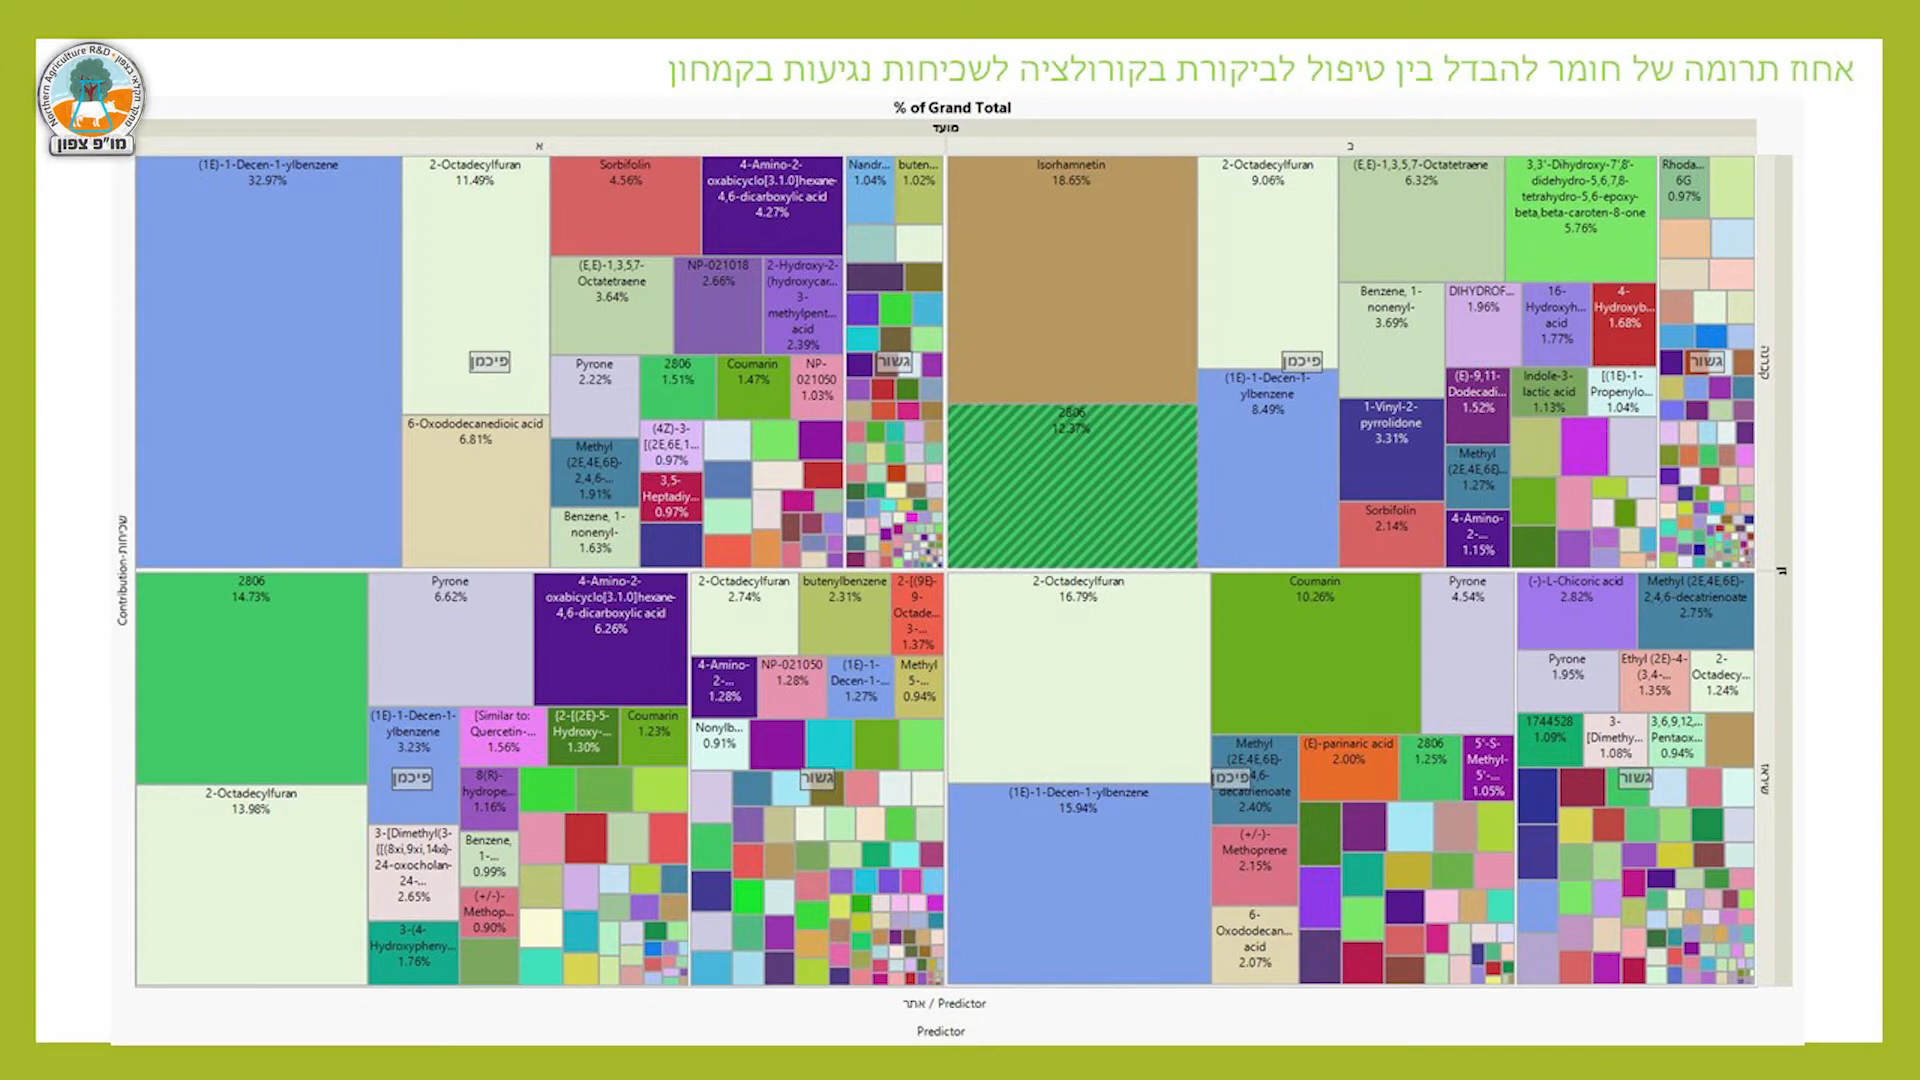 אחוז תרומה של חומר להבדל בין טיפול לביקורת בקורולציה לשכיחות נגיעות בקמחון
Northern Agriculture R&D
מו"פ צפון
% of Grand Total
מועד
א
ב
(1E)-1-Decen-1-ylbenzene
32.97%
2-Octadecylfuran
11.49%
6-Oxododecanedioic acid
6.81%
Sorbifolin
4.56%
4-Amino-2-
oxabicyclo[3.1.0]hexane-
4,6-dicarboxylic acid
4.27%
(E,E)-1,3,5,7-
Octatetraene
3.64%
NP-021018
2.66%
2-Hydroxy-2-
(hydroxycar...
3-
methylpent...
acid
2.39%
Pyrone
2.22%
2806
1.51%
Coumarin
1.47%
NP-
021050
1.03%
Methyl
(2E,4E,6E)-
2,4,6-...
1.91%
(4Z)-3-
[(2E,6E,1...
0.97%
3,5-
Heptadiy...
0.97%
Benzene, 1-
nonenyl-
1.63%
Nandr...
1.04%
buten...
1.02%
פיכמן
גשור
Isorhamnetin
18.65%
2806
12.37%
2-Octadecylfuran
9.06%
(1E)-1-Decen-1-
ylbenzene
8.49%
(E,E)-1,3,5,7-Octatetraene
6.32%
3,3'-Dihydroxy-7',8'-
didehydro-5,6,7,8-
tetrahydro-5,6-epoxy-
beta,beta-caroten-8-one
5.76%
Benzene, 1-
nonenyl-
3.69%
DIHYDROF...
1.96%
16-
Hydroxyh...
acid
1.77%
4-
Hydroxyb...
1.68%
1-Vinyl-2-
pyrrolidone
3.31%
(E)-9,11-
Dodecadi...
1.52%
Indole-3-
lactic acid
1.13%
[(1E)-1-
Propenylo...
1.04%
Methyl
(2E,4E,6E)...
1.27%
Sorbifolin
2.14%
4-Amino-
2-...
1.15%
Rhoda...
6G
0.97%
פיכמן
גשור
קברנה
2806
14.73%
2-Octadecylfuran
13.98%
Pyrone
6.62%
4-Amino-2-
oxabicyclo[3.1.0]hexane-
4,6-dicarboxylic acid
6.26%
(1E)-1-Decen-1-
ylbenzene
3.23%
[Similar to:
Quercetin-...
1.56%
{2-[(2E)-5-
Hydroxy-...
1.30%
Coumarin
1.23%
8(R)-
hydrope...
1.16%
3-[Dimethyl(3-
{[(8xi,9xi,14xi)-
24-oxocholan-
24-...
2.65%
Benzene,
1-...
0.99%
(+/-)-
Methop...
0.90%
3-(4-
Hydroxypheny...
1.76%
2-Octadecylfuran
2.74%
butenylbenzene
2.31%
2-[(9E)-
9-
Octade...
3-...
1.37%
4-Amino-
2-...
1.28%
NP-021050
1.28%
(1E)-1-
Decen-1-...
1.27%
Methyl
5-...
0.94%
Nonylb...
0.91%
פיכמן
גשור
2-Octadecylfuran
16.79%
(1E)-1-Decen-1-ylbenzene
15.94%
Coumarin
10.26%
Pyrone
4.54%
Methyl
(2E,4E,6E)-
2,4,6-
decatrienoate
2.40%
(E)-parinaric acid
2.00%
2806
1.25%
5'-S-
Methyl-
5'-...
1.05%
(+/-)-
Methoprene
2.15%
6-
Oxododecan...
acid
2.07%
(-)-L-Chicoric acid
2.82%
Methyl (2E,4E,6E)-
2,4,6-decatrienoate
2.75%
Pyrone
1.95%
Ethyl (2E)-4-
(3,4-...
1.35%
2-
Octadecy...
1.24%
1744528
1.09%
3-
[Dimethy...
1.08%
3,6,9,12,...
Pentaox...
0.94%
פיכמן
גשור
שיראז
זן
Contribution-שכיחות
אתר / Predictor
Predictor